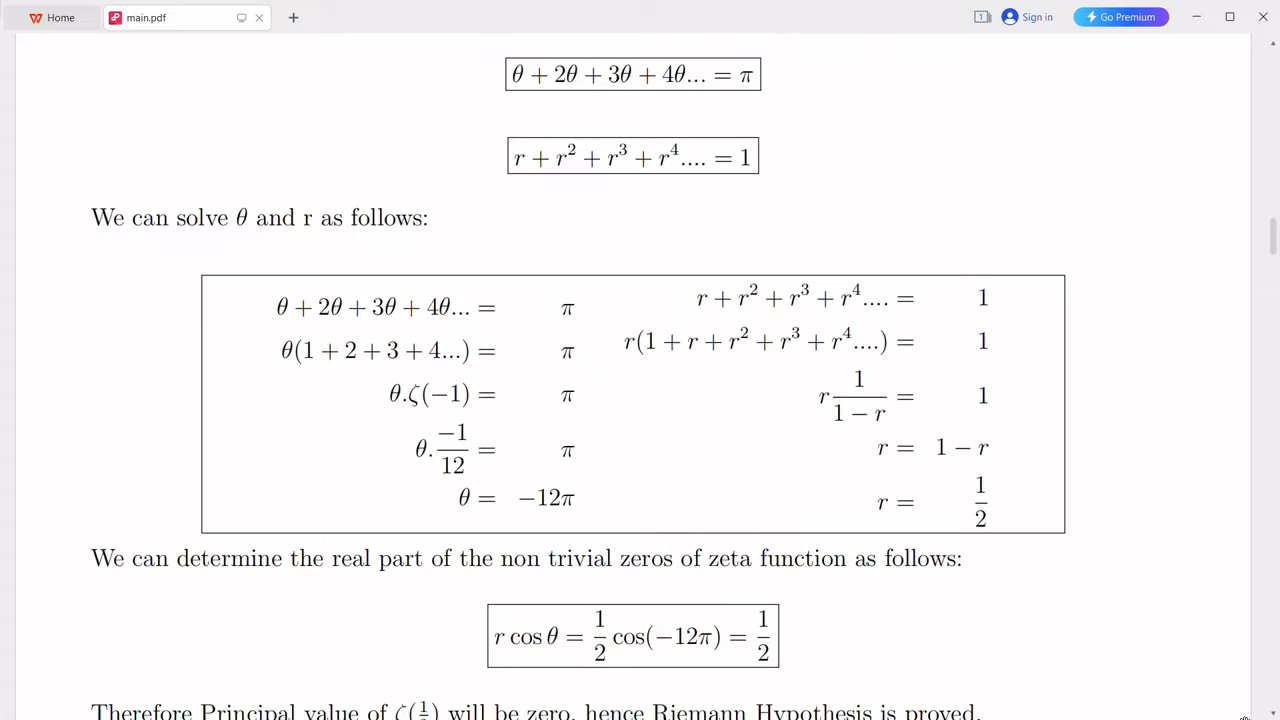 Home
main.pdf
1
Sign in
Go Premium
θ + 2θ + 3θ + 4θ... = π
r + r² + r³ + r⁴.... = 1
We can solve θ and r as follows:
θ + 2θ + 3θ + 4θ... = π
θ(1 + 2 + 3 + 4...) = π
θ.ζ(−1) = π
θ.−1/12 = π
θ = −12π
r + r² + r³ + r⁴.... = 1
r(1 + r + r² + r³ + r⁴....) = 1
r 1/(1 − r) = 1
r = 1 − r
r = 1/2
We can determine the real part of the non trivial zeros of zeta function as follows:
r cos θ = 1/2 cos(−12π) = 1/2
Therefore Principal value of ζ(1/ ) will be zero, hence Riemann Hypothesis is proved.